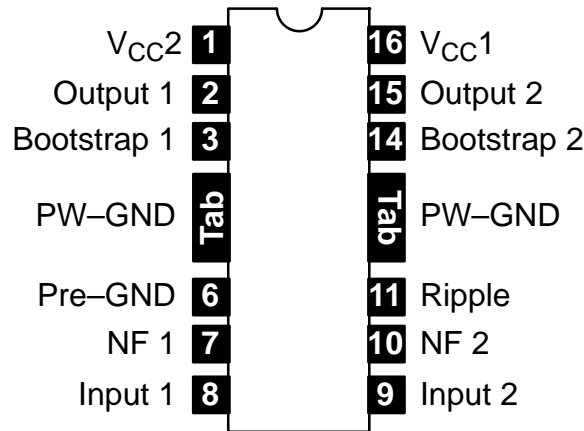 V_CC2 1 16 V_CC1
Output 1 2 15 Output 2
Bootstrap 1 3 14 Bootstrap 2
PW–GND Tab Tab PW–GND
Pre–GND 6 11 Ripple
NF 1 7 10 NF 2
Input 1 8 9 Input 2